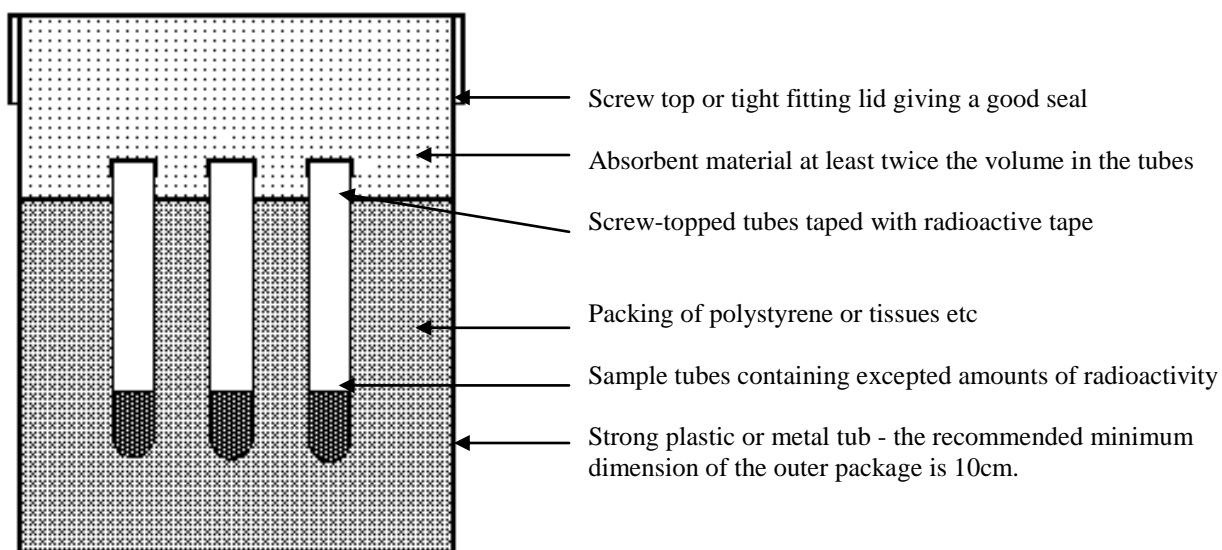 Screw top or tight fitting lid giving a good seal
Absorbent material at least twice the volume in the tubes
Screw-topped tubes taped with radioactive tape
Packing of polystyrene or tissues etc
Sample tubes containing excepted amounts of radioactivity
Strong plastic or metal tub - the recommended minimum
dimension of the outer package is 10cm.